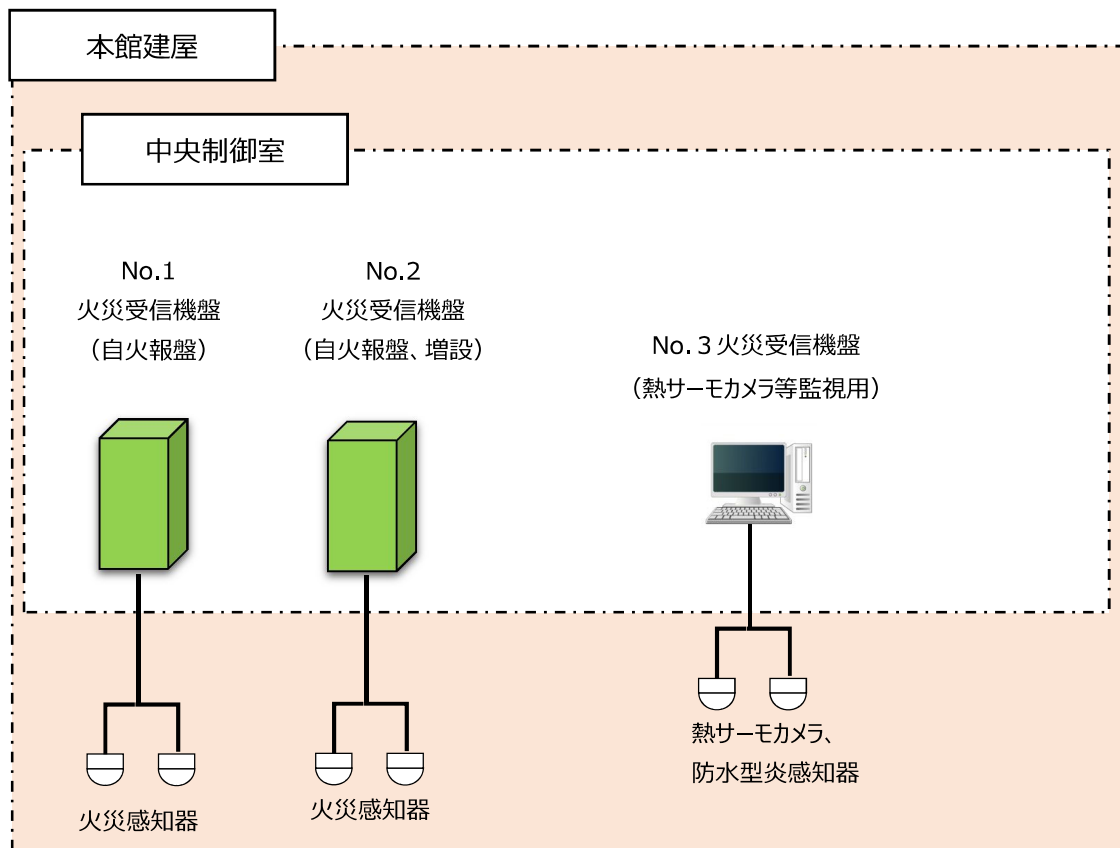 本館建屋
中央制御室
No.1
火災受信機盤
（自火報盤）
No.2
火災受信機盤
（自火報盤、増設）
No.3火災受信機盤
（熱サーモカメラ等監視用）
火災感知器
火災感知器
熱サーモカメラ、
防水型炎感知器